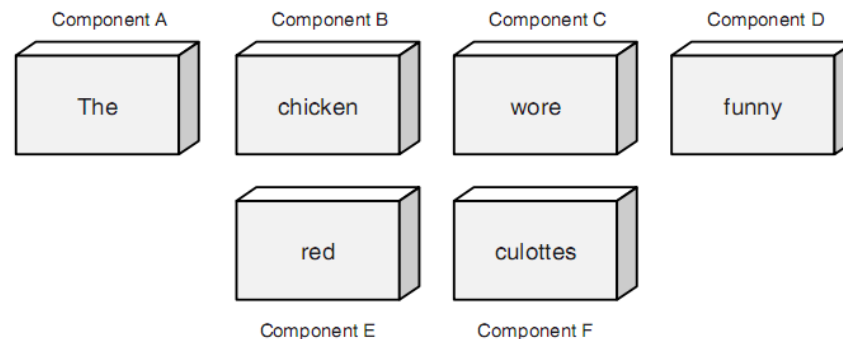 Component A Component B Component C Component D
The chicken wore funny
red culottes
Component E Component F